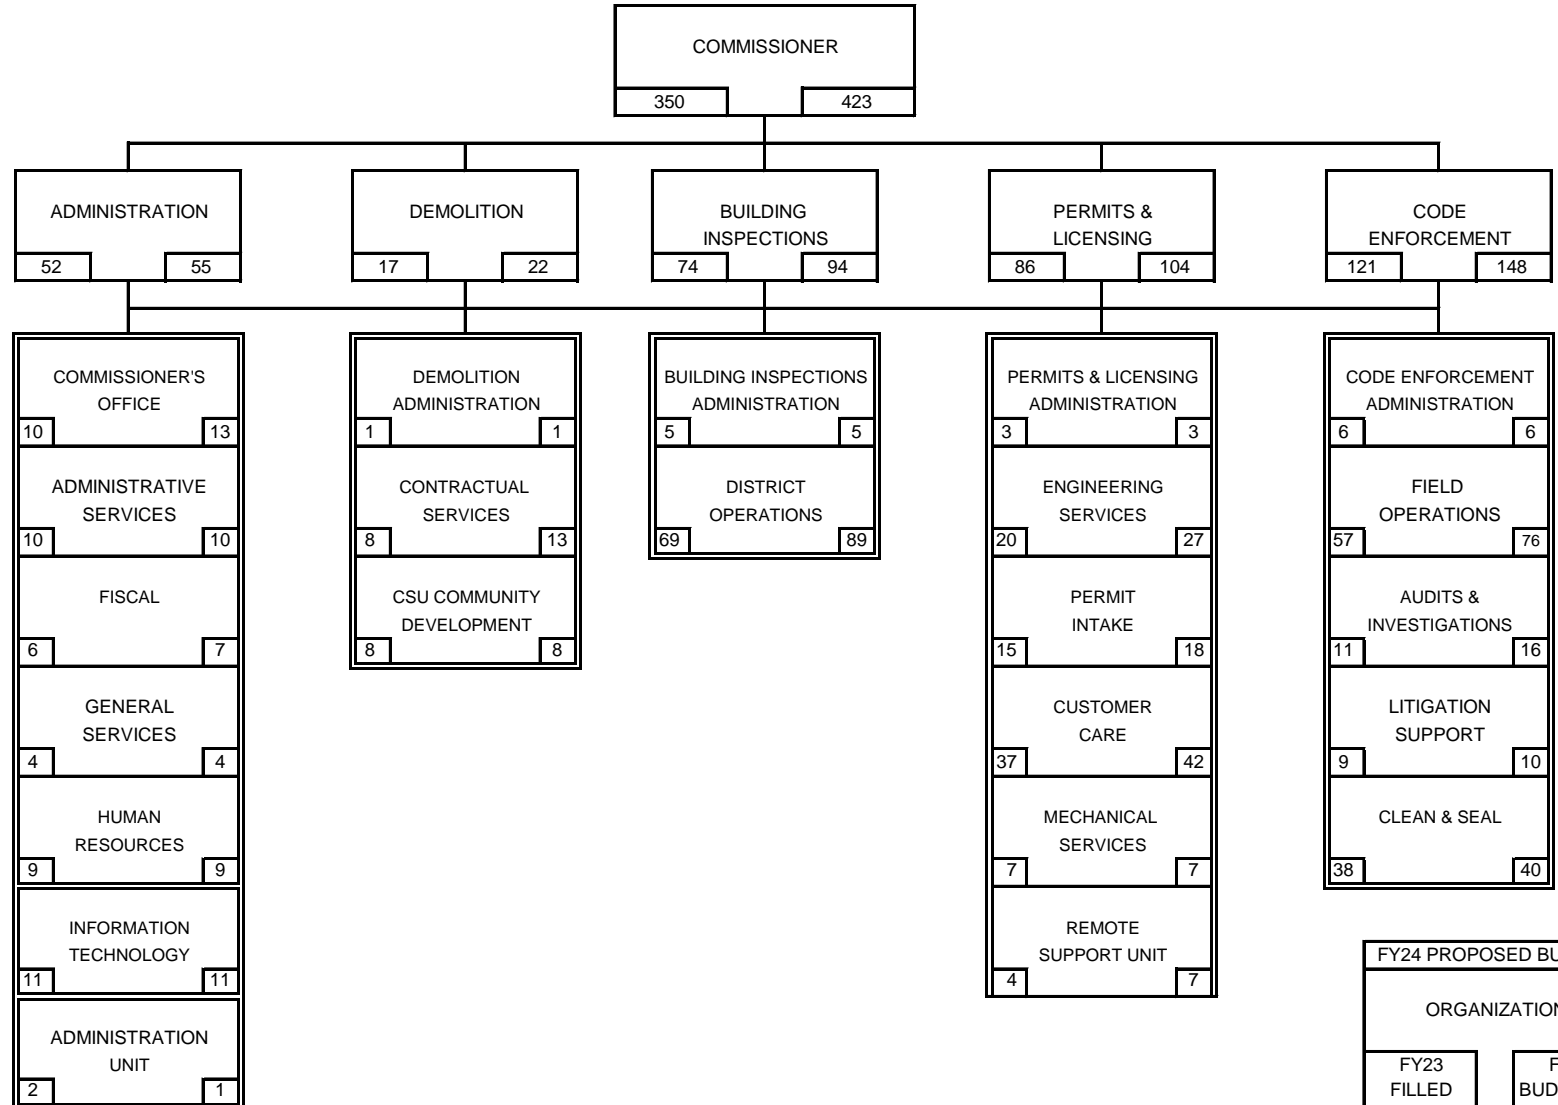 COMMISSIONER
350 423
ADMINISTRATION
52 55
DEMOLITION
17 22
BUILDING
INSPECTIONS
74 94
PERMITS &
LICENSING
86 104
CODE
ENFORCEMENT
121 148
COMMISSIONER'S
OFFICE
10 13
ADMINISTRATIVE
SERVICES
10 10
FISCAL
6 7
GENERAL
SERVICES
4 4
HUMAN
RESOURCES
9 9
INFORMATION
TECHNOLOGY
11 11
ADMINISTRATION
UNIT
2 1
DEMOLITION
ADMINISTRATION
1 1
CONTRACTUAL
SERVICES
8 13
CSU COMMUNITY
DEVELOPMENT
8 8
BUILDING INSPECTIONS
ADMINISTRATION
5 5
DISTRICT
OPERATIONS
69 89
PERMITS & LICENSING
ADMINISTRATION
3 3
ENGINEERING
SERVICES
20 27
PERMIT
INTAKE
15 18
CUSTOMER
CARE
37 42
MECHANICAL
SERVICES
7 7
REMOTE
SUPPORT UNIT
4 7
CODE ENFORCEMENT
ADMINISTRATION
6 6
FIELD
OPERATIONS
57 76
AUDITS &
INVESTIGATIONS
11 16
LITIGATION
SUPPORT
9 10
CLEAN & SEAL
38 40
FY24 PROPOSED
ORGANIZATION
FY23
FILLED